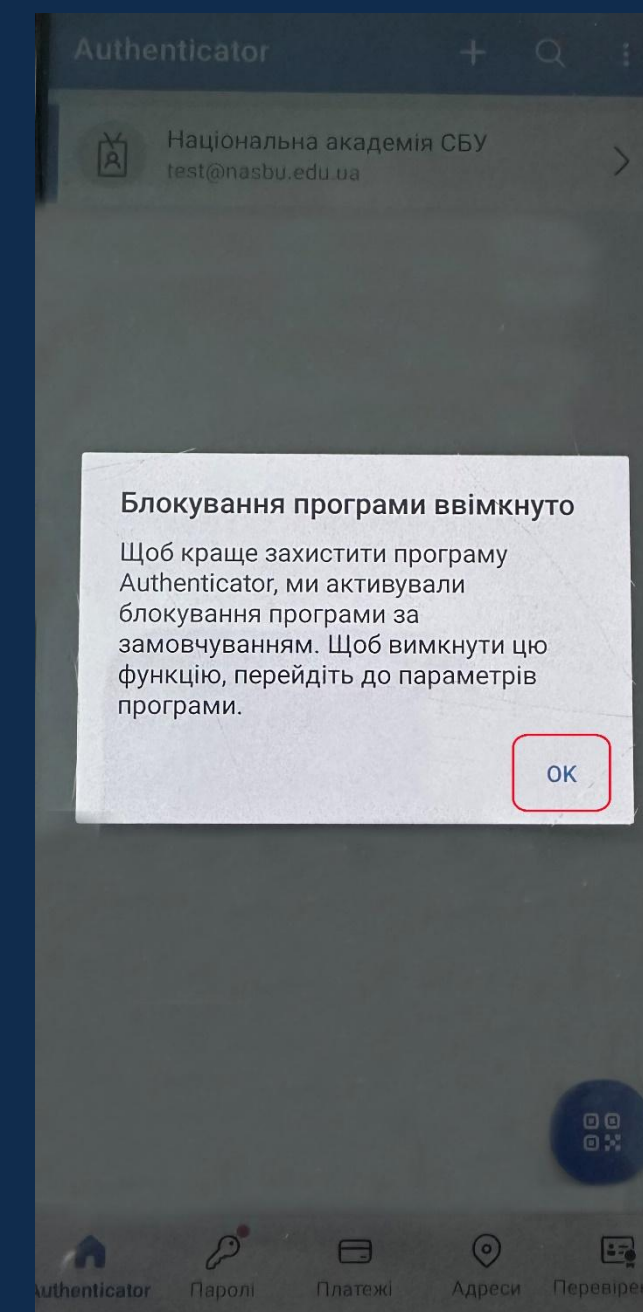 Authenticator
Національна академія СБУ
test@nasbu.edu.ua
Блокування програми ввімкнуто
Щоб краще захистити програму
Authenticator, ми активували
блокування програми за
замовчуванням. Щоб вимкнути цю
функцію, перейдіть до параметрів
програми.
OK
Authenticator Паролі Платежі Адреси